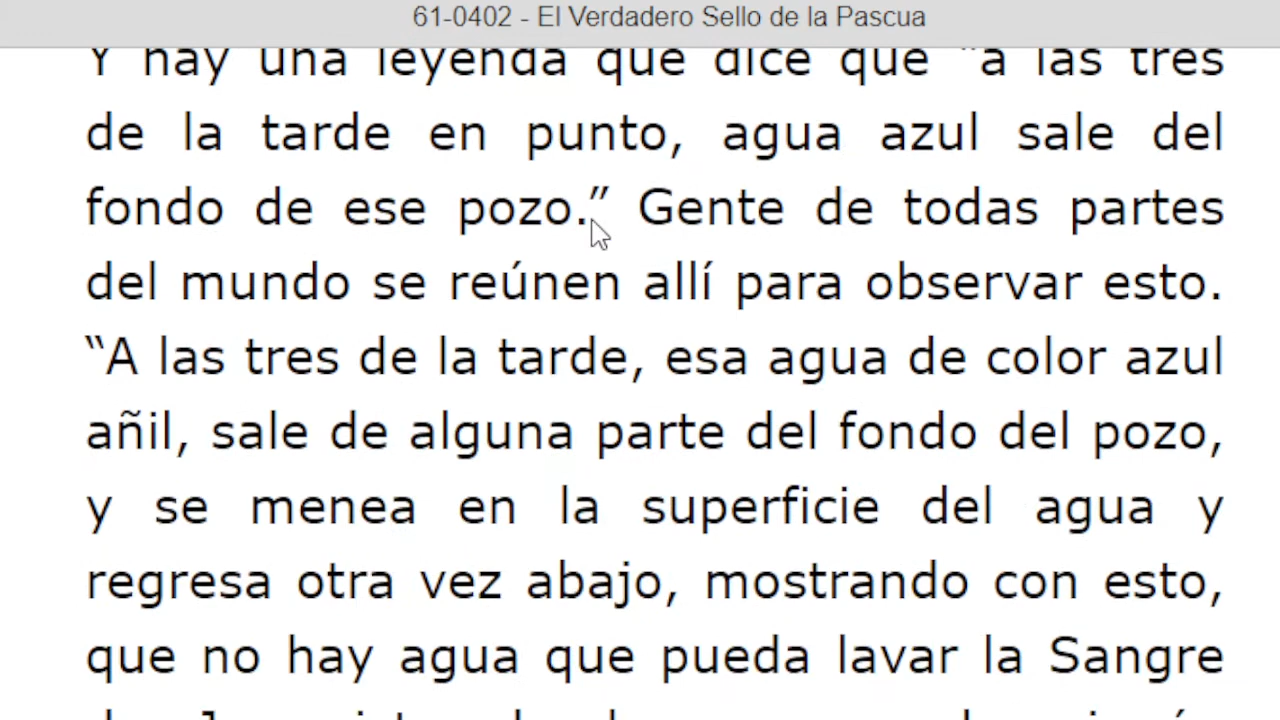 61-0402 - El Verdadero Sello de la Pascua
Y hay una leyenda que dice que “a las tres
de la tarde en punto, agua azul sale del
fondo de ese pozo.” Gente de todas partes
del mundo se reúnen allí para observar esto.
“A las tres de la tarde, esa agua de color azul
añil, sale de alguna parte del fondo del pozo,
y se menea en la superficie del agua y
regresa otra vez abajo, mostrando con esto,
que no hay agua que pueda lavar la Sangre